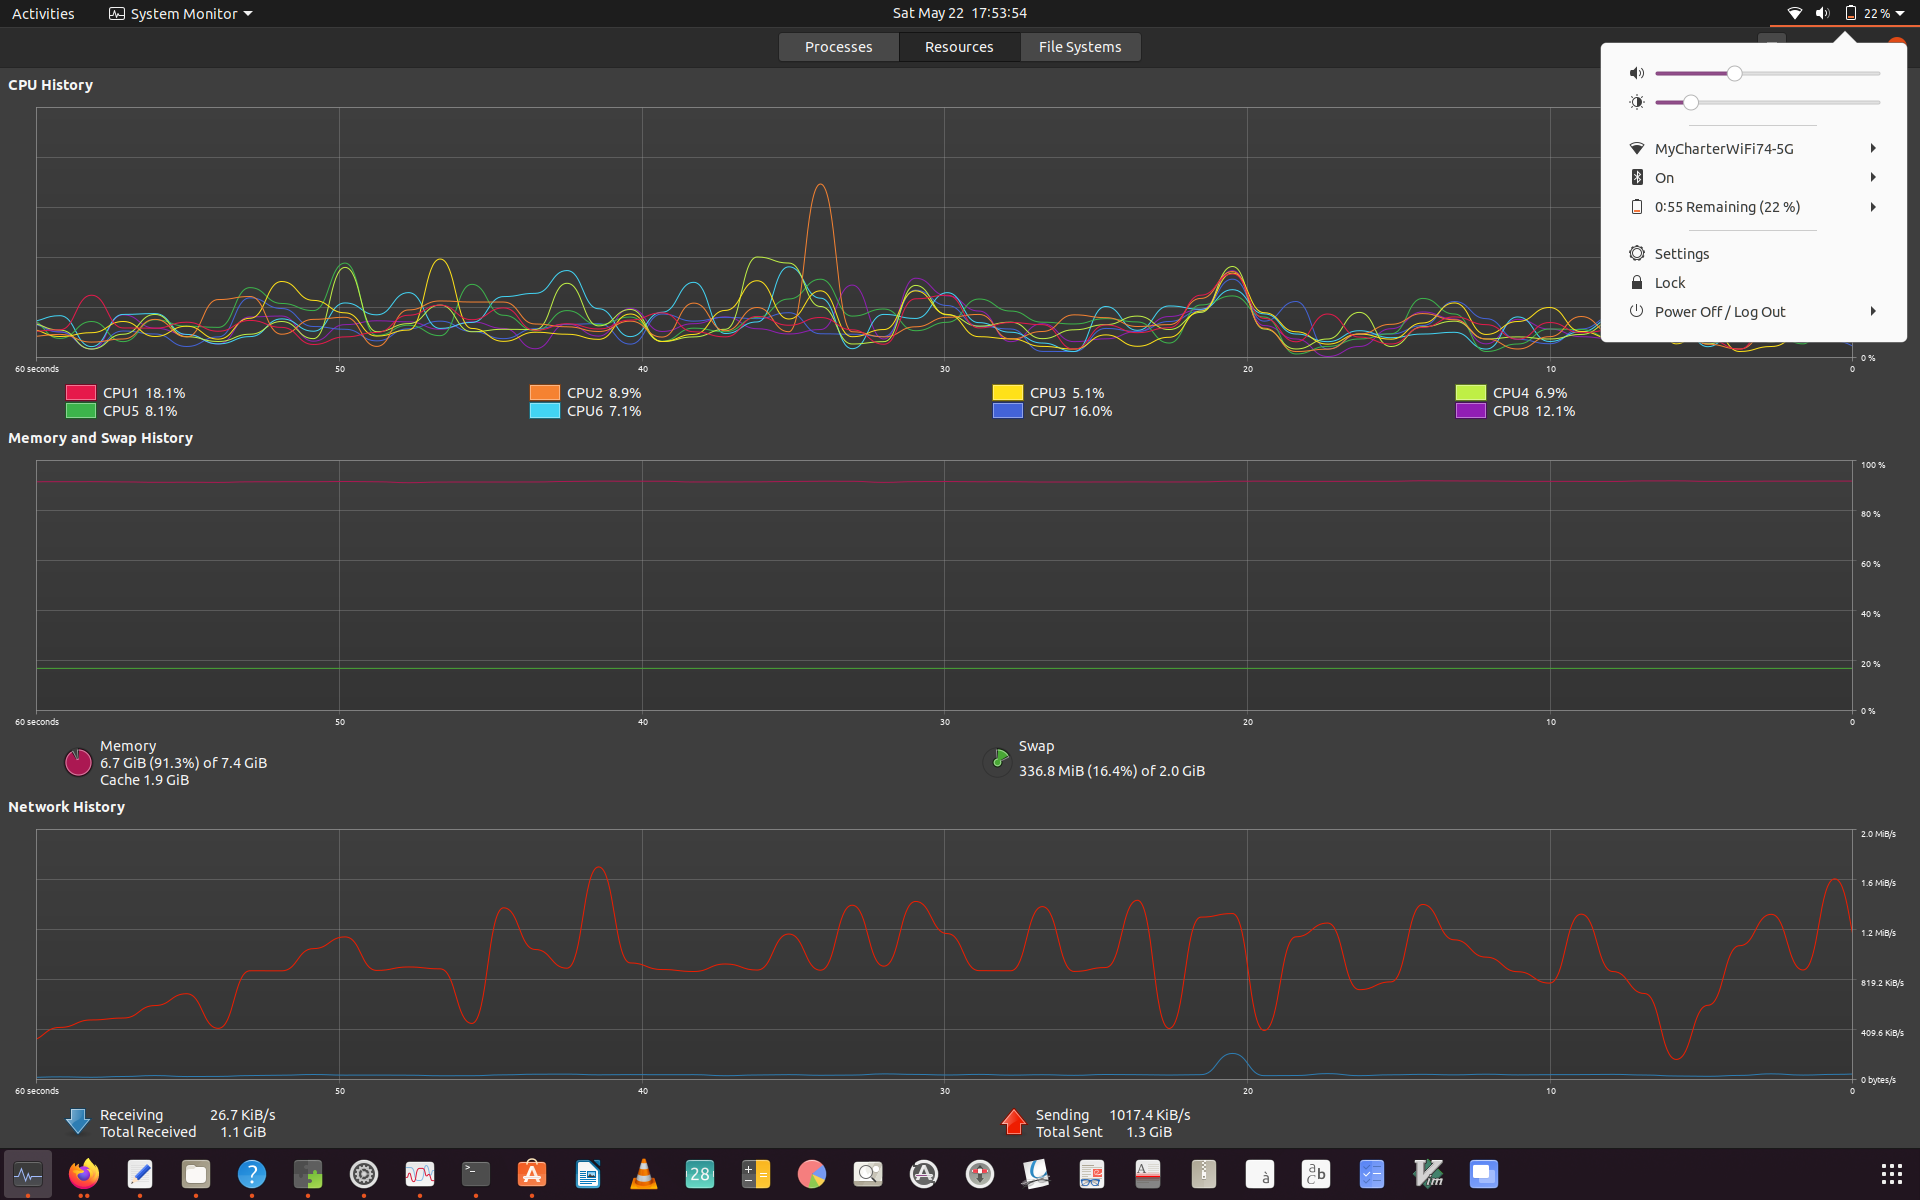 Activities System Monitor Sat May 22 17:53:54 22 %
Processes Resources File Systems
CPU History
MyCharterWiFi74-5G
On
0:55 Remaining (22 %)
Settings
Lock
Power Off / Log Out
0 %
60 seconds 50 40 30 20 10 0
CPU1 18.1% CPU2 8.9% CPU3 5.1% CPU4 6.9%
CPU5 8.1% CPU6 7.1% CPU7 16.0% CPU8 12.1%
Memory and Swap History
100 %
80 %
60 %
40 %
20 %
0 %
60 seconds 50 40 30 20 10 0
Memory
6.7 GiB (91.3%) of 7.4 GiB
Cache 1.9 GiB
Swap
336.8 MiB (16.4%) of 2.0 GiB
Network History
2.0 MiB/s
1.6 MiB/s
1.2 MiB/s
819.2 KiB/s
409.6 KiB/s
0 bytes/s
60 seconds 50 40 30 20 10 0
Receiving 26.7 KiB/s
Total Received 1.1 GiB
Sending 1017.4 KiB/s
Total Sent 1.3 GiB
28